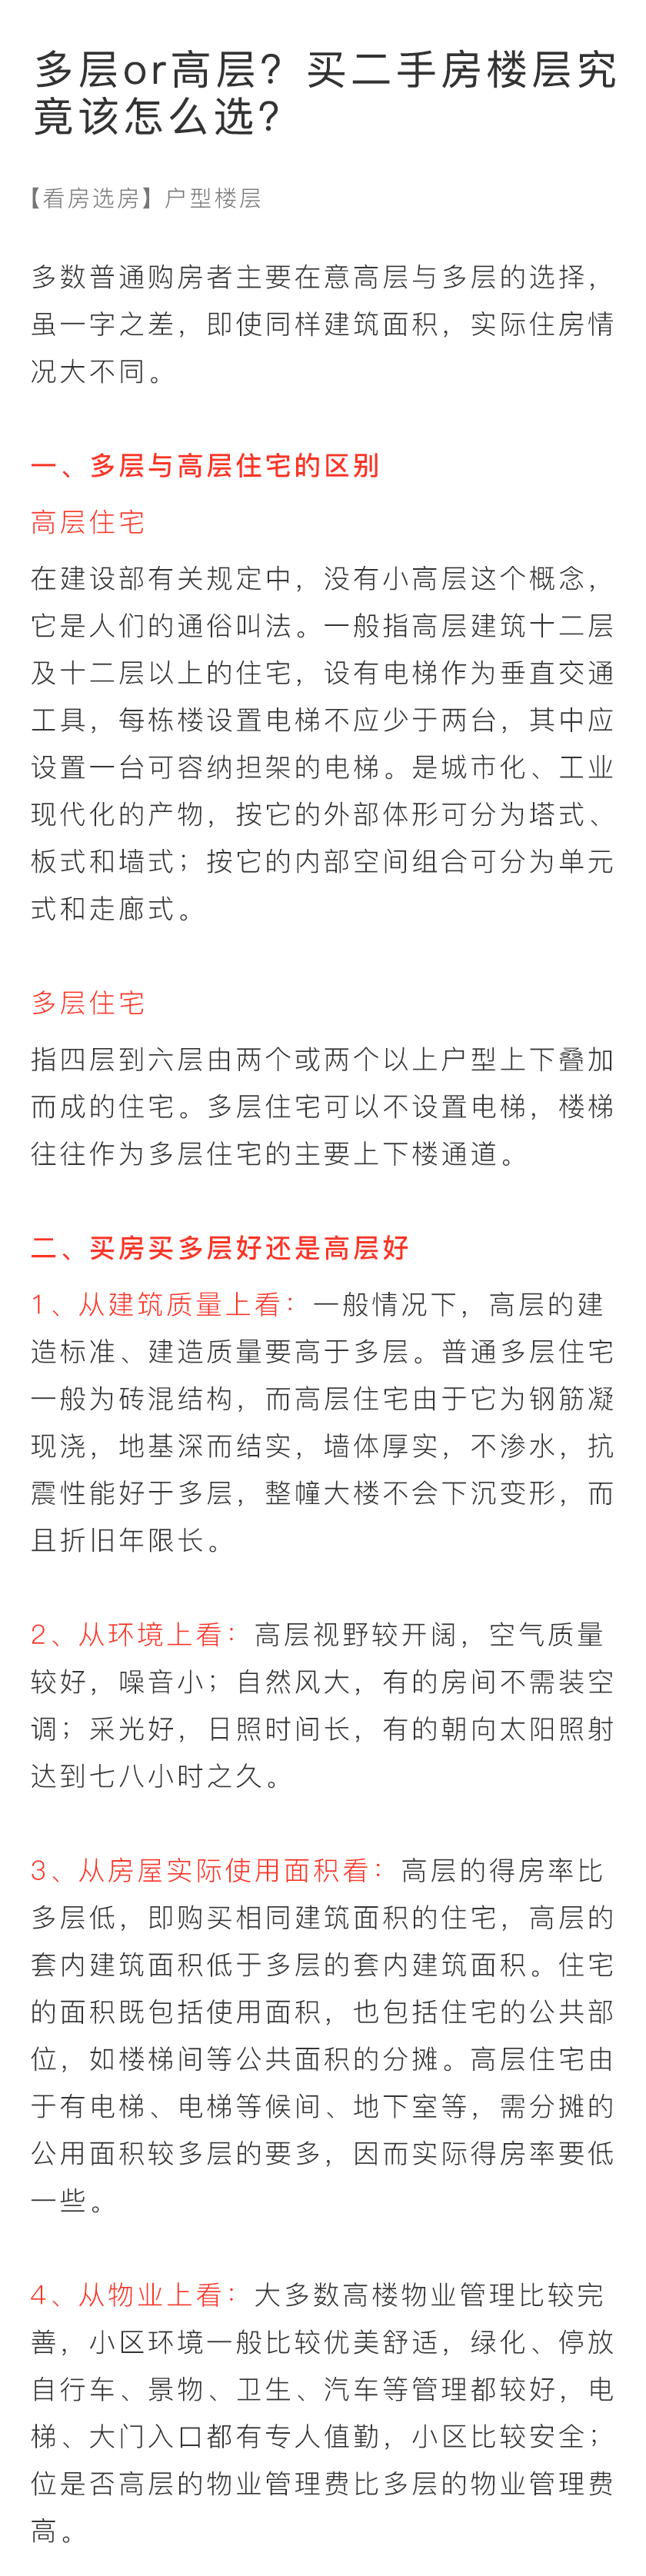 多层or高层？买二手房楼层究
竟该怎么选？
【看房选房】户型楼层
多数普通购房者主要在意高层与多层的选择，
虽一字之差，即使同样建筑面积，实际住房情
况大不同。
一、多层与高层住宅的区别
高层住宅
在建设部有关规定中，没有小高层这个概念，
它是人们的通俗叫法。一般指高层建筑十二层
及十二层以上的住宅，设有电梯作为垂直交通
工具，每栋楼设置电梯不应少于两台，其中应
设置一台可容纳担架的电梯。是城市化、工业
现代化的产物，按它的外部体形可分为塔式、
板式和墙式；按它的内部空间组合可分为单元
式和走廊式。
多层住宅
指四层到六层由两个或两个以上户型上下叠加
而成的住宅。多层住宅可以不设置电梯，楼梯
往往作为多层住宅的主要上下楼通道。
二、买房买多层好还是高层好
1、从建筑质量上看：一般情况下，高层的建
造标准、建造质量要高于多层。普通多层住宅
一般为砖混结构，而高层住宅由于它为钢筋凝
现浇，地基深而结实，墙体厚实，不渗水，抗
震性能好于多层，整幢大楼不会下沉变形，而
且折旧年限长。
2、从环境上看：高层视野较开阔，空气质量
较好，噪音小；自然风大，有的房间不需装空
调；采光好，日照时间长，有的朝向太阳照射
达到七八小时之久。
3、从房屋实际使用面积看：高层的得房率比
多层低，即购买相同建筑面积的住宅，高层的
套内建筑面积低于多层的套内建筑面积。住宅
的面积既包括使用面积，也包括住宅的公共部
位，如楼梯间等公共面积的分摊。高层住宅由
于有电梯、电梯等候间、地下室等，需分摊的
公用面积较多层的要多，因而实际得房率要低
一些。
4、从物业上看：大多数高楼物业管理比较完
善，小区环境一般比较优美舒适，绿化、停放
自行车、景物、卫生、汽车等管理都较好，电
梯、大门入口都有专人值勤，小区比较安全；
位是否高层的物业管理费比多层的物业管理费
高。